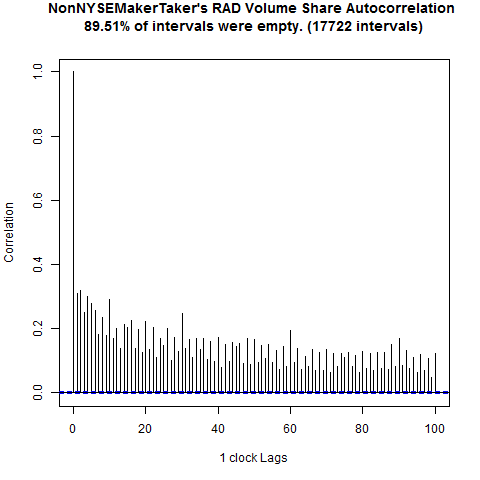 NonNYSEMakerTaker's RAD Volume Share Autocorrelation
89.51% of intervals were empty. (17722 intervals)
1.0
0.8
0.6
0.4
0.2
0.0
Correlation
0 20 40 60 80 100
1 clock Lags